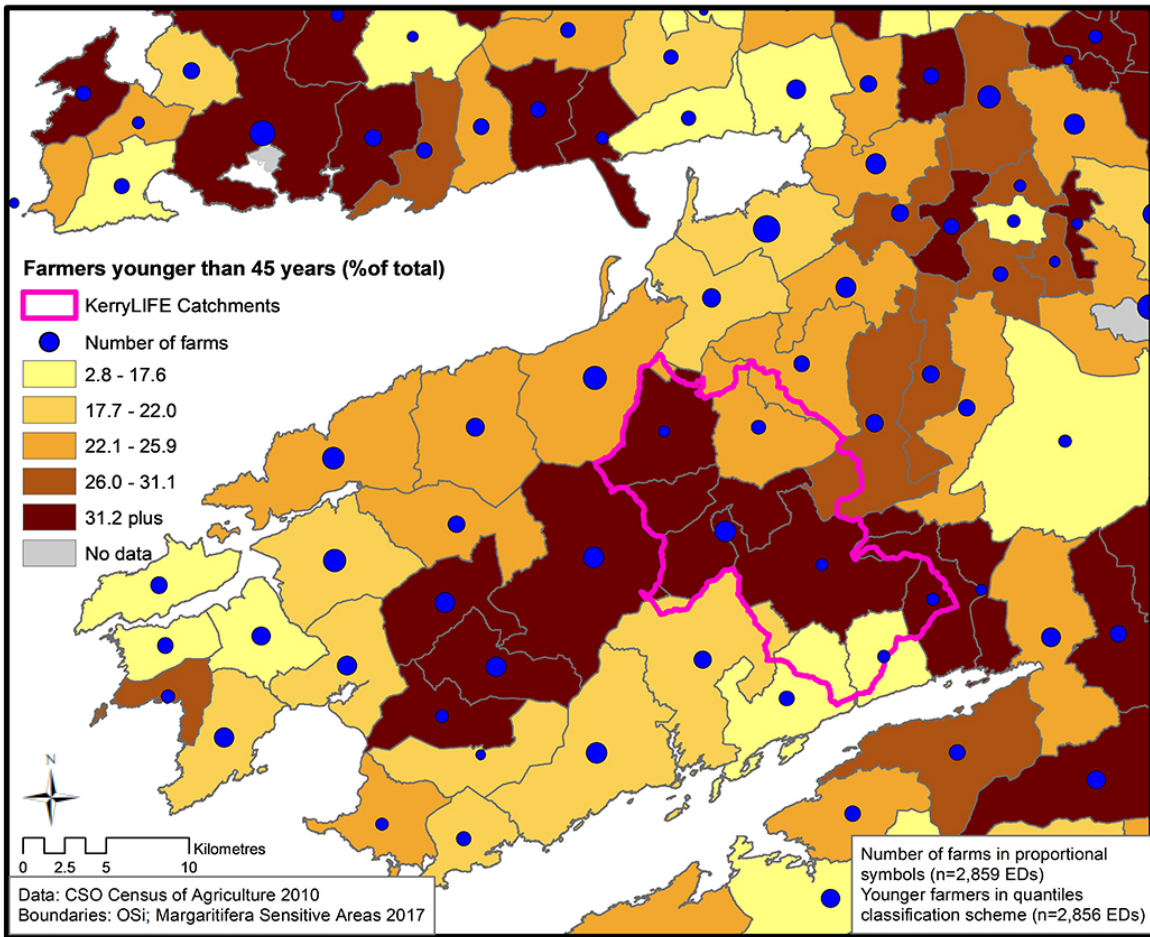 Farmers younger than 45 years (%of total)
KerryLIFE Catchments
Number of farms
2.8 - 17.6
17.7 - 22.0
22.1 - 25.9
26.0 - 31.1
31.2 plus
No data
N
Kilometres
0 2.5 5 10
Data: CSO Census of Agriculture 2010
Boundaries: OSi; Margaritifera Sensitive Areas 2017
Number of farms in proportional
symbols (n=2,859 EDs)
Younger farmers in quantiles
classification scheme (n=2,856 EDs)